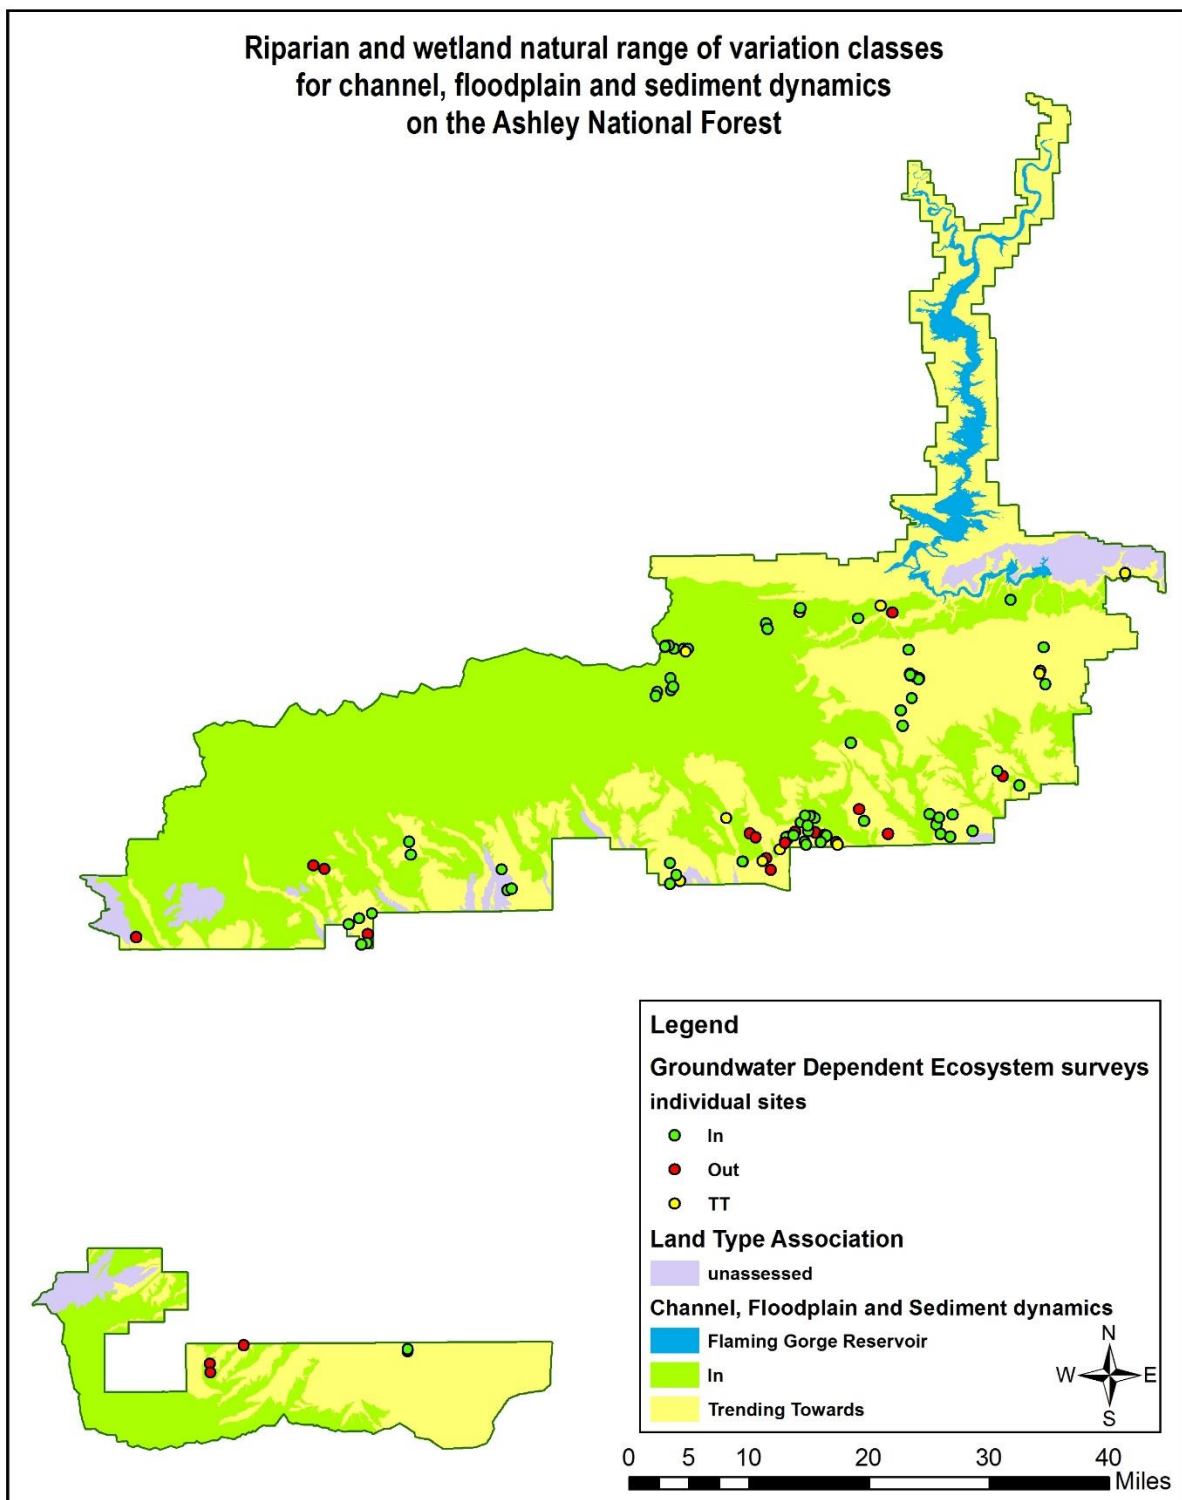 Riparian and wetland natural range of variation classes
for channel, floodplain and sediment dynamics
on the Ashley National Forest
Legend
Groundwater Dependent Ecosystem surveys
individual sites
In
Out
TT
Land Type Association
unassessed
Channel, Floodplain and Sediment dynamics
Flaming Gorge Reservoir
In
Trending Towards
N
W E
S
0 5 10 20 30 40
Miles